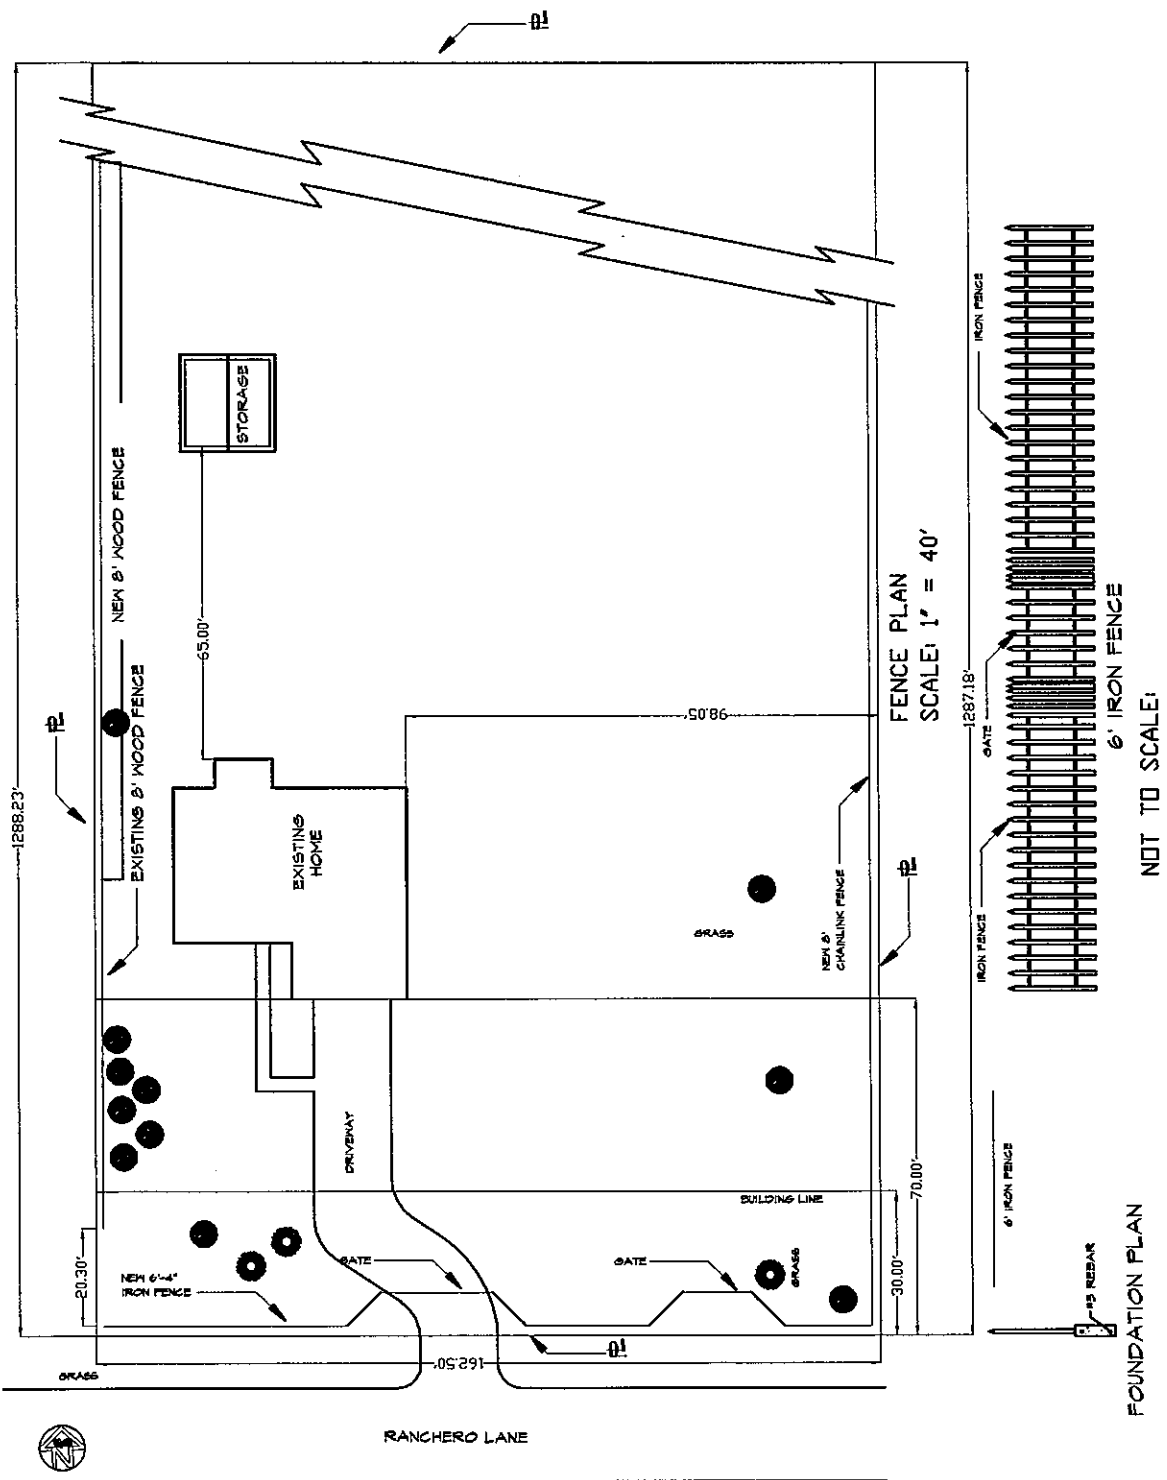 1288.23'
NEW 8' WOOD FENCE
EXISTING 8' WOOD FENCE
STORAGE
65.00'
EXISTING
HOME
98.05'
FENCE PLAN
SCALE: 1" = 40'
1287.18'
IRON FENCE
GATE
IRON FENCE
6' IRON FENCE
NOT TO SCALE:
NEW 8'
CHAINLINK FENCE
GRASS
DRIVEWAY
BUILDING LINE
70.00'
30.00'
20.30'
NEW 6'-4"
IRON FENCE
GATE
GATE
GRASS
162.50'
GRASS
RANCHERO LANE
N
6' IRON FENCE
#3 REBAR
FOUNDATION PLAN